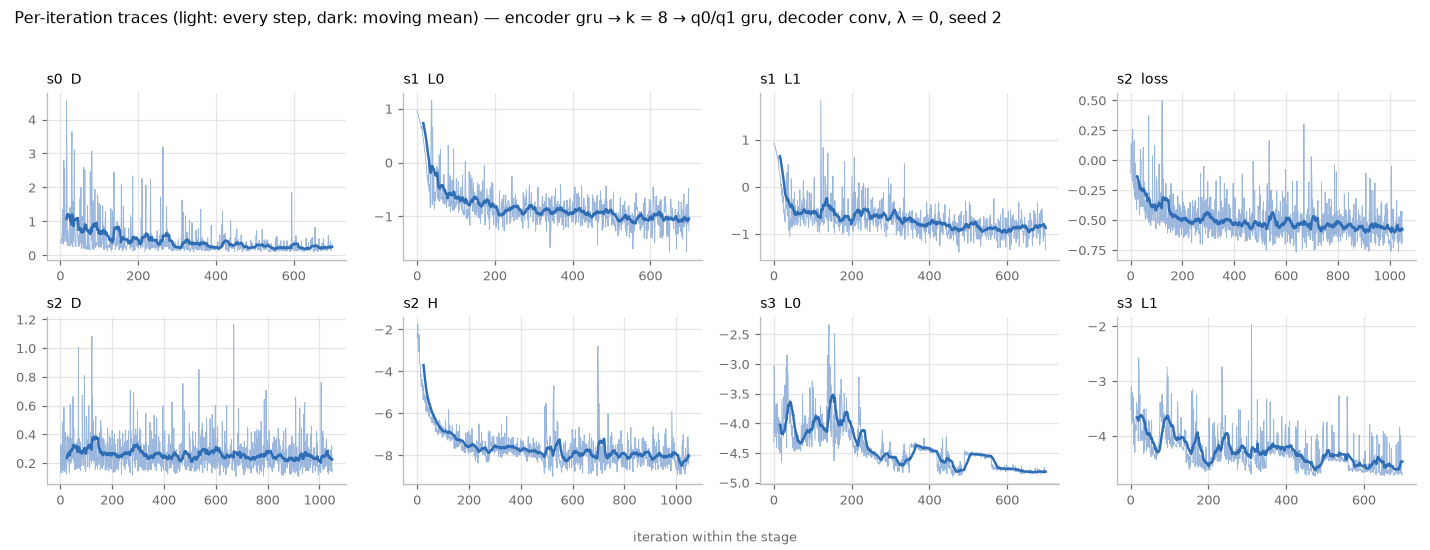 Per-iteration traces (light: every step, dark: moving mean) — encoder gru → k = 8 → q0/q1 gru, decoder conv, λ = 0, seed 2
s0 D
s1 L0
s1 L1
s2 loss
4
3
2
1
0
0 200 400 600
1
0
−1
0 200 400 600
1
0
−1
0 200 400 600
0.50
0.25
0.00
−0.25
−0.50
−0.75
0 200 400 600 800 1000
s2 D
s2 H
s3 L0
s3 L1
1.2
1.0
0.8
0.6
0.4
0.2
0 200 400 600 800 1000
−2
−4
−6
−8
0 200 400 600 800 1000
−2.5
−3.0
−3.5
−4.0
−4.5
−5.0
0 200 400 600
−2
−3
−4
0 200 400 600
iteration within the stage